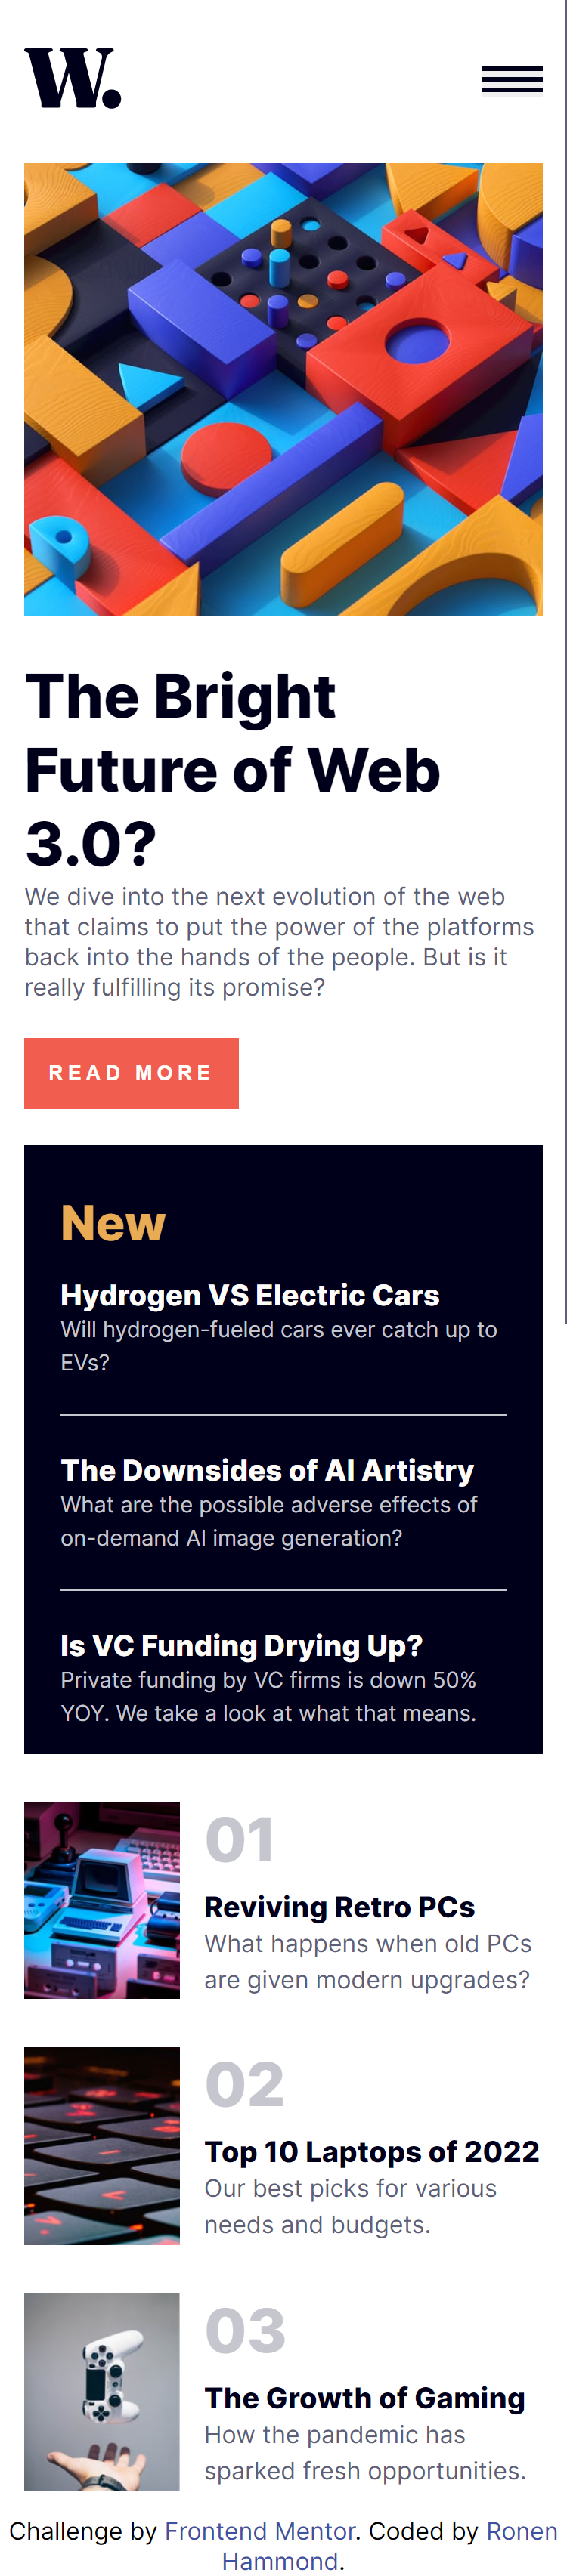 W.
The Bright
Future of Web
3.0?
We dive into the next evolution of the web
that claims to put the power of the platforms
back into the hands of the people. But is it
really fulfilling its promise?
READ MORE
New
Hydrogen VS Electric Cars
Will hydrogen-fueled cars ever catch up to
EVs?
The Downsides of AI Artistry
What are the possible adverse effects of
on-demand AI image generation?
Is VC Funding Drying Up?
Private funding by VC firms is down 50%
YOY. We take a look at what that means.
01
Reviving Retro PCs
What happens when old PCs
are given modern upgrades?
02
Top 10 Laptops of 2022
Our best picks for various
needs and budgets.
03
The Growth of Gaming
How the pandemic has
sparked fresh opportunities.
Challenge by Frontend Mentor. Coded by Ronen
Hammond.